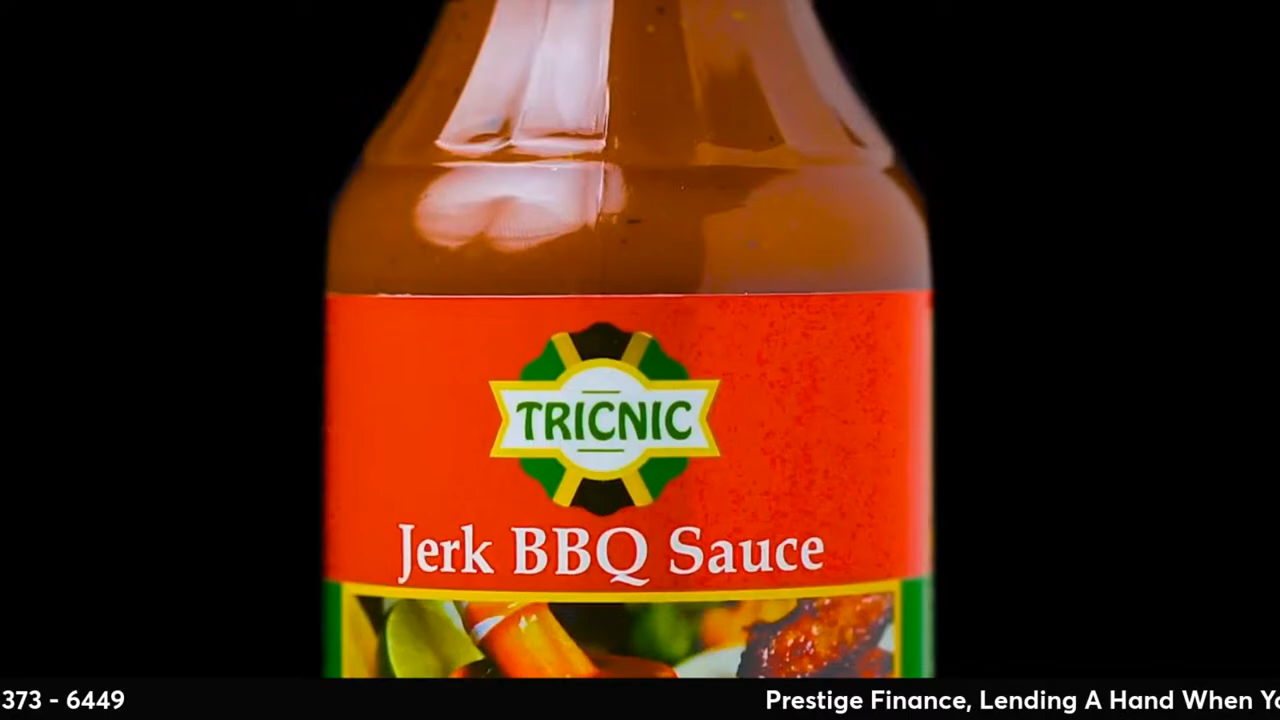 TRICNIC
Jerk BBQ Sauce
373 - 6449
Prestige Finance, Lending A Hand When